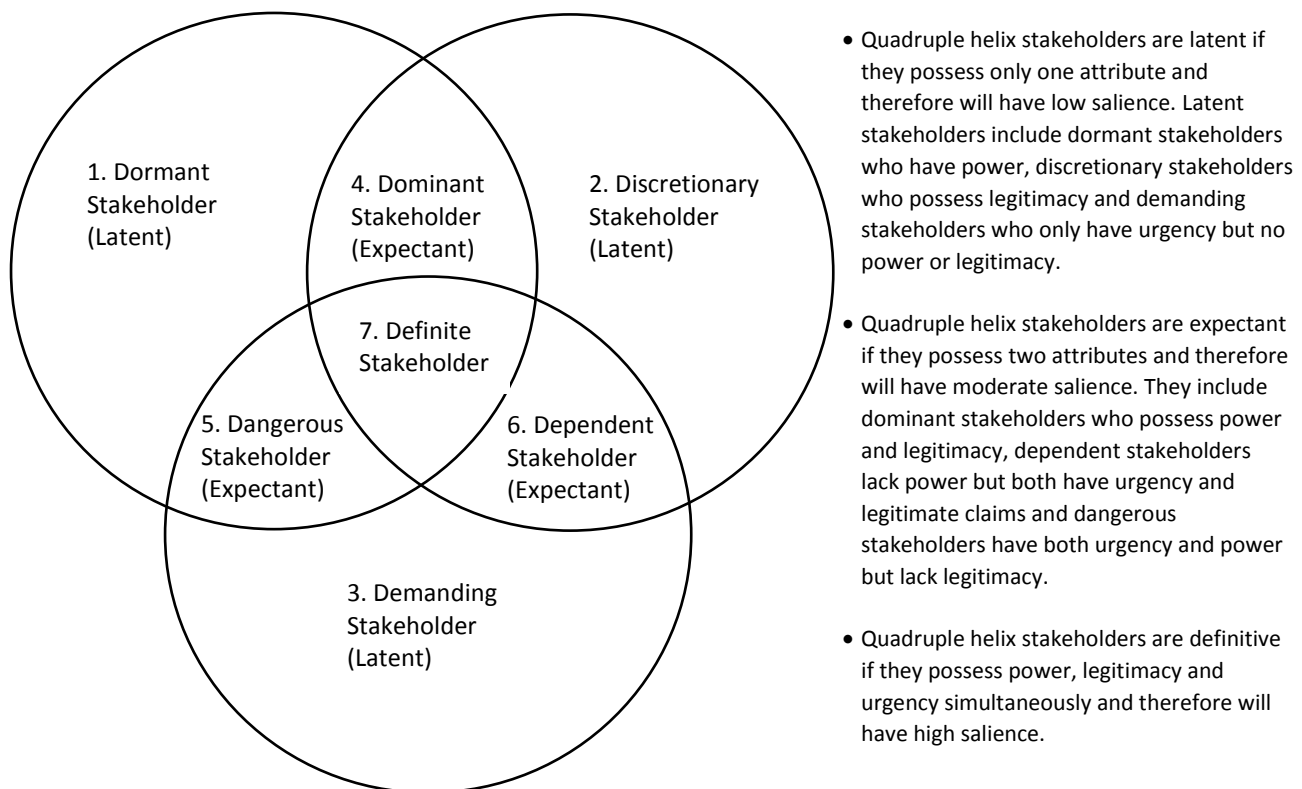 1. Dormant
Stakeholder
(Latent)
4. Dominant
Stakeholder
(Expectant)
2. Discretionary
Stakeholder
(Latent)
7. Definite
Stakeholder
5. Dangerous
Stakeholder
(Expectant)
6. Dependent
Stakeholder
(Expectant)
3. Demanding
Stakeholder
(Latent)
• Quadruple helix stakeholders are latent if
they possess only one attribute and
therefore will have low salience. Latent
stakeholders include dormant stakeholders
who have power, discretionary stakeholders
who possess legitimacy and demanding
stakeholders who only have urgency but no
power or legitimacy.
• Quadruple helix stakeholders are expectant
if they possess two attributes and therefore
will have moderate salience. They include
dominant stakeholders who possess power
and legitimacy, dependent stakeholders
lack power but both have urgency and
legitimate claims and dangerous
stakeholders have both urgency and power
but lack legitimacy.
• Quadruple helix stakeholders are definitive
if they possess power, legitimacy and
urgency simultaneously and therefore will
have high salience.